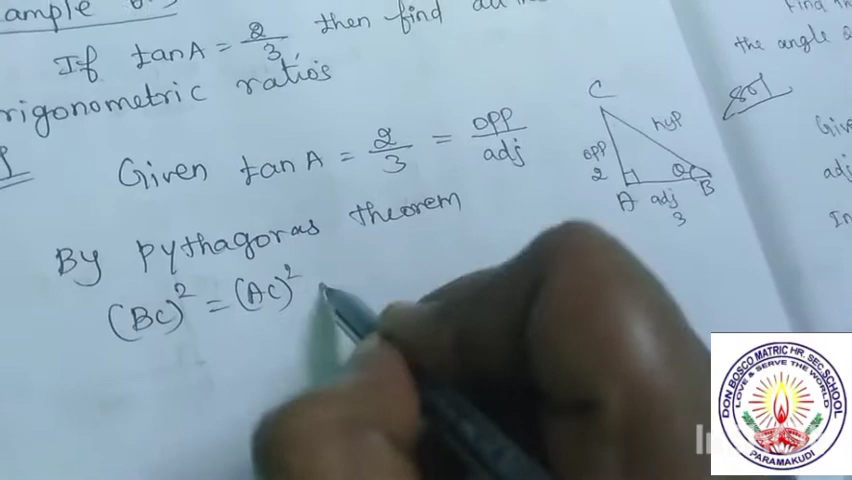 ample
If tanA = 2/3, then find all
rigonometric ratios
Given tanA = 2/3 = opp/adj
By pythagoras theorem
(BC)² = (AC)²
C
hyp
opp
2
θ
A adj B
3
Find
the angle
Sol
Give
adj
In
DON BOSCO MATRIC HR. SEC. SCHOOL
LOVE & SERVE THE WORLD
PARAMAKUDI